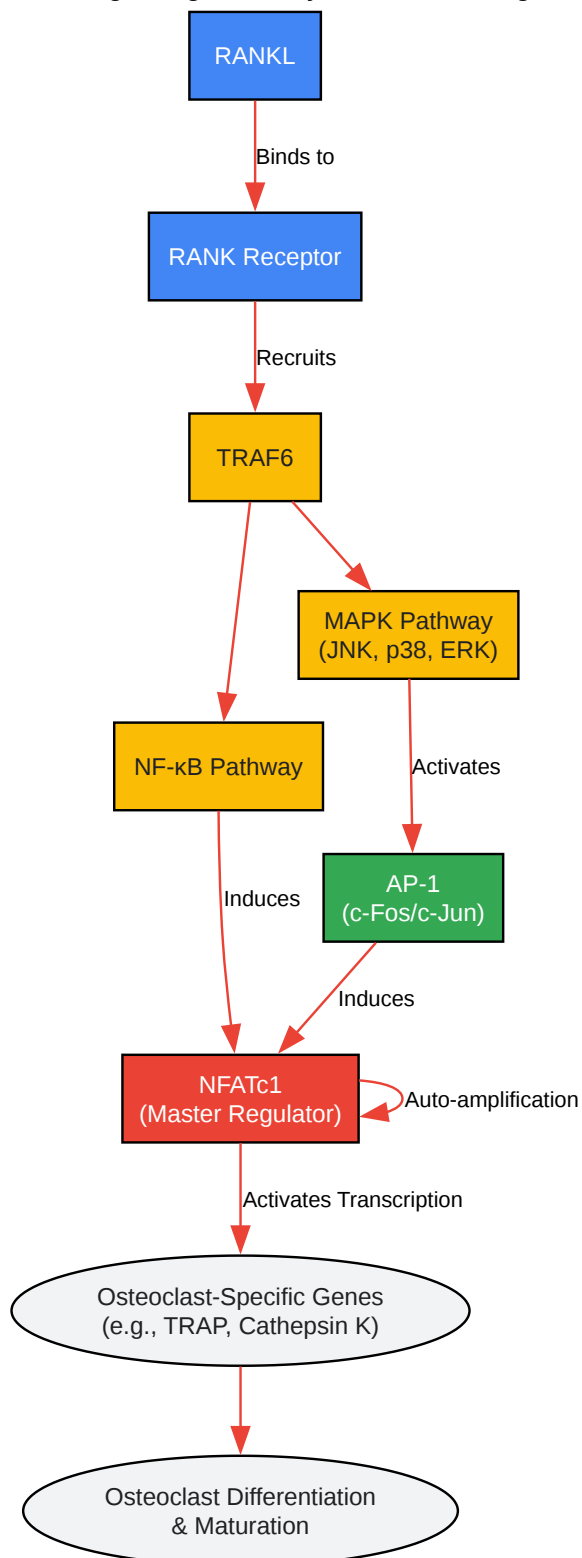 RANKL
Binds to
RANK Receptor
Recruits
TRAF6
MAPK Pathway
(JNK, p38, ERK)
NF-κB Pathway
Activates
AP-1
(c-Fos/c-Jun)
Induces
Induces
NFATc1
(Master Regulator)
Auto-amplification
Activates Transcription
Osteoclast-Specific Genes
(e.g., TRAP, Cathepsin K)
Osteoclast Differentiation
& Maturation